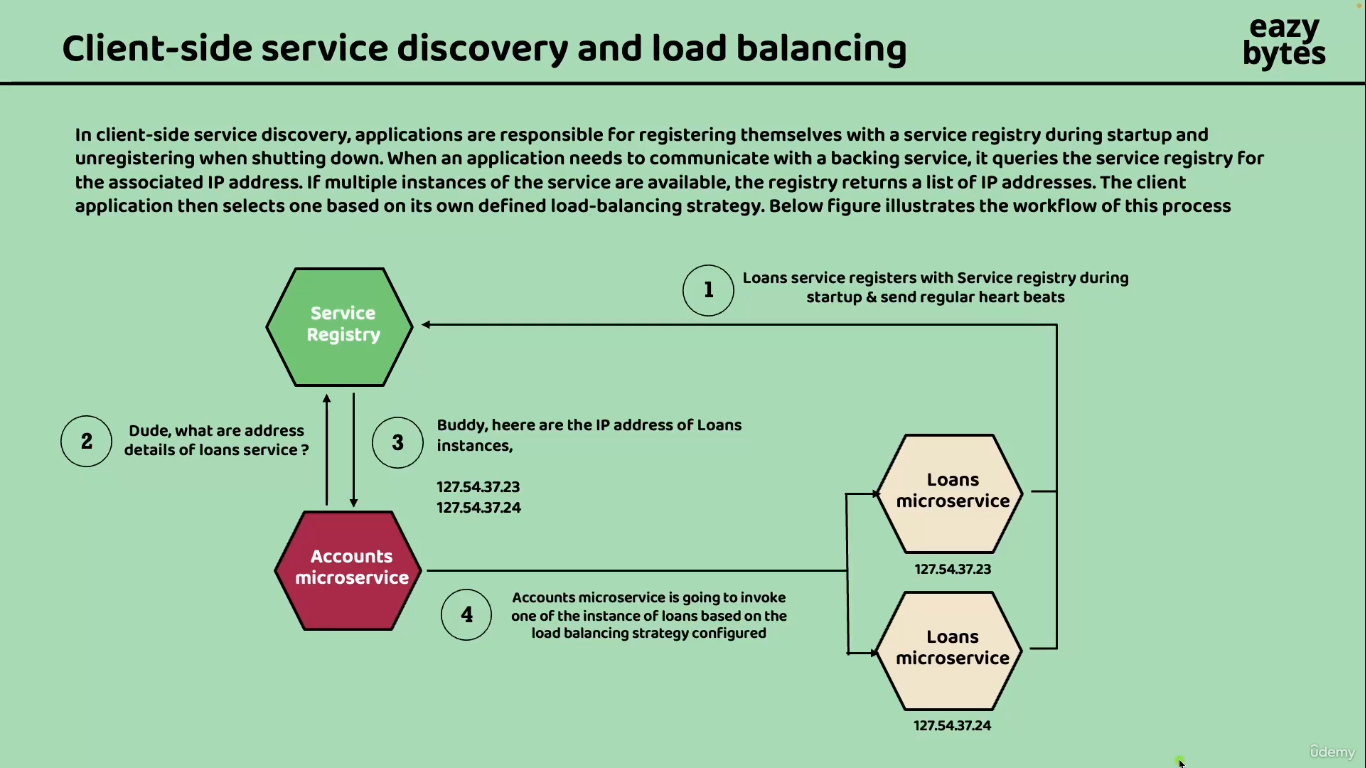 Client-side service discovery and load balancing
eazy
bytes
In client-side service discovery, applications are responsible for registering themselves with a service registry during startup and
unregistering when shutting down. When an application needs to communicate with a backing service, it queries the service registry for
the associated IP address. If multiple instances of the service are available, the registry returns a list of IP addresses. The client
application then selects one based on its own defined load-balancing strategy. Below figure illustrates the workflow of this process
1
Loans service registers with Service registry during
startup & send regular heart beats
Service
Registry
2
Dude, what are address
details of loans service ?
3
Buddy, heere are the IP address of Loans
instances,
127.54.37.23
127.54.37.24
Loans
microservice
127.54.37.23
Accounts
microservice
4
Accounts microservice is going to invoke
one of the instance of loans based on the
load balancing strategy configured
Loans
microservice
127.54.37.24
ûdemy